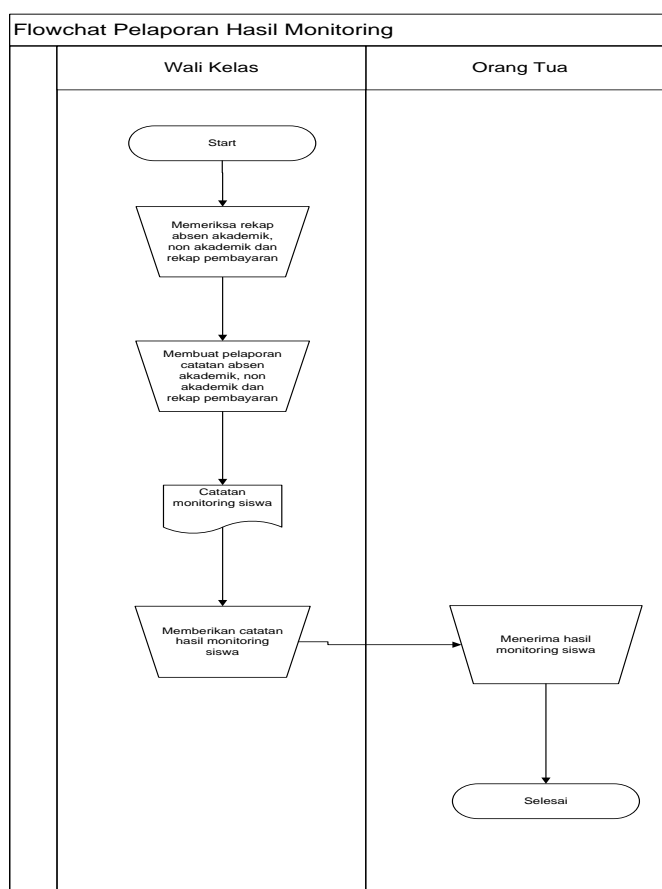 Flowchat Pelaporan Hasil Monitoring
Wali Kelas
Orang Tua
Start
Memeriksa rekap
absen akademik,
non akademik dan
rekap pembayaran
Membuat pelaporan
catatan absen
akademik, non
akademik dan
rekap pembayaran
Catatan
monitoring siswa
Memberikan catatan
hasil monitoring
siswa
Menerima hasil
monitoring siswa
Selesai